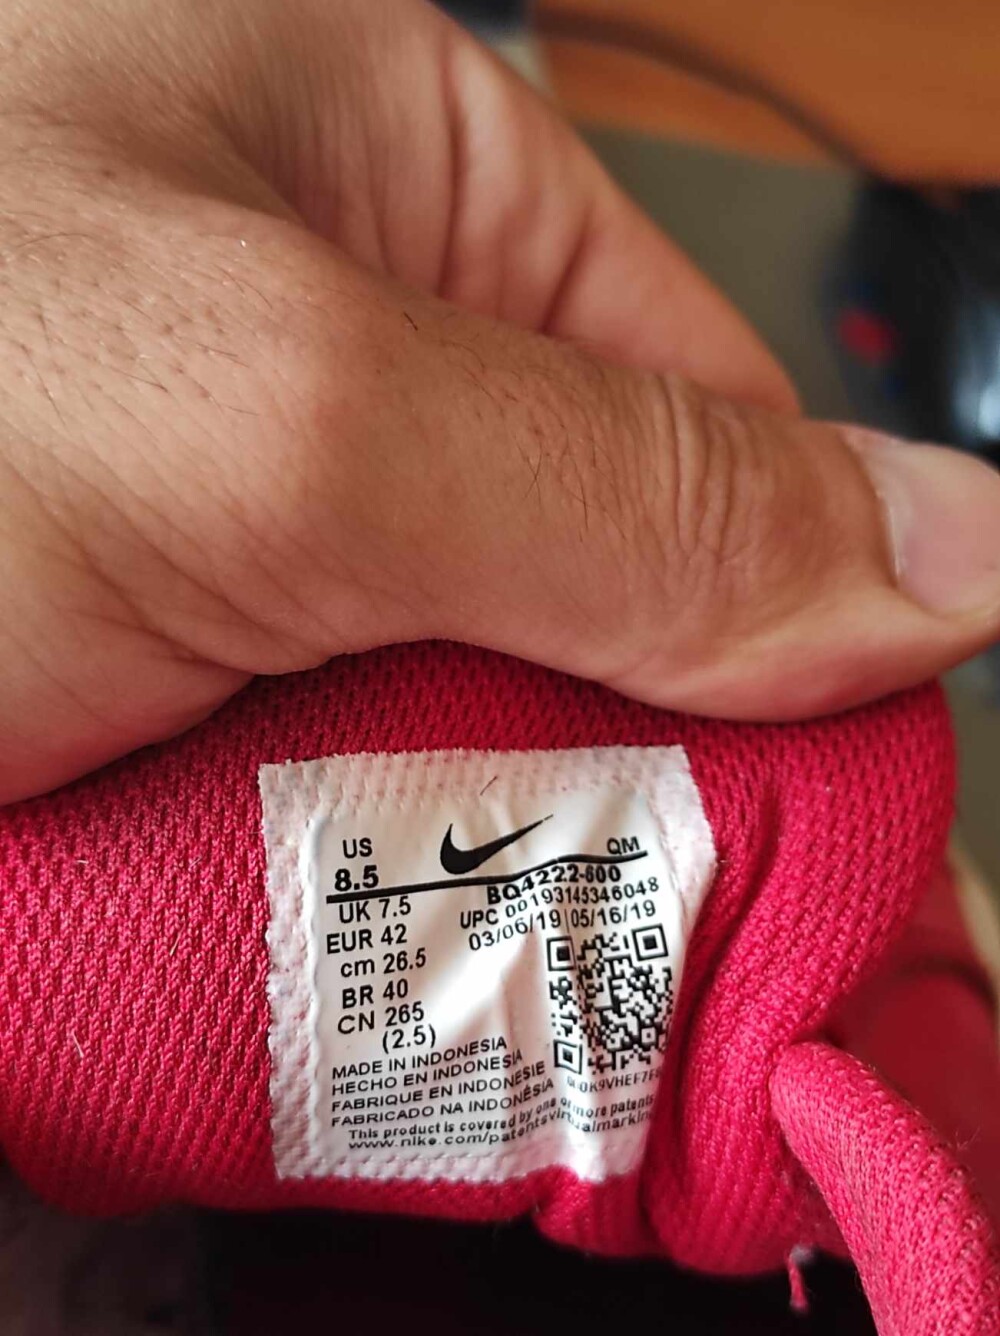 US
8.5
QM
BQ4222-600
UK 7.5
UPC 00193145346048
EUR 42
03/06/19 05/16/19
cm 26.5
BR 40
CN 265
(2.5)
MADE IN INDONESIA
HECHO EN INDONESIA
FABRIQUE EN INDONESIE
FABRICADO NA INDONÉSIA
This product is covered by one or more patents
www.nike.com/patentsvirtualmarking